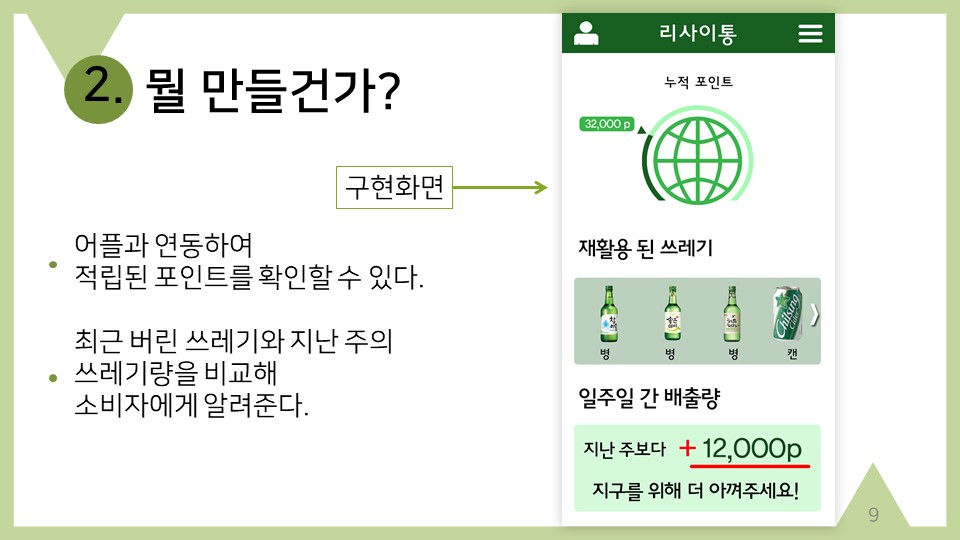 2. 뭘 만들건가?
구현화면
어플과 연동하여
적립된 포인트를 확인할 수 있다.
최근 버린 쓰레기와 지난 주의
쓰레기량을 비교해
소비자에게 알려준다.
리사이통
누적 포인트
32,000 p
재활용 된 쓰레기
Chilsung
Cider
병 병 병 캔
일주일 간 배출량
지난 주보다 + 12,000p
지구를 위해 더 아껴주세요!
9